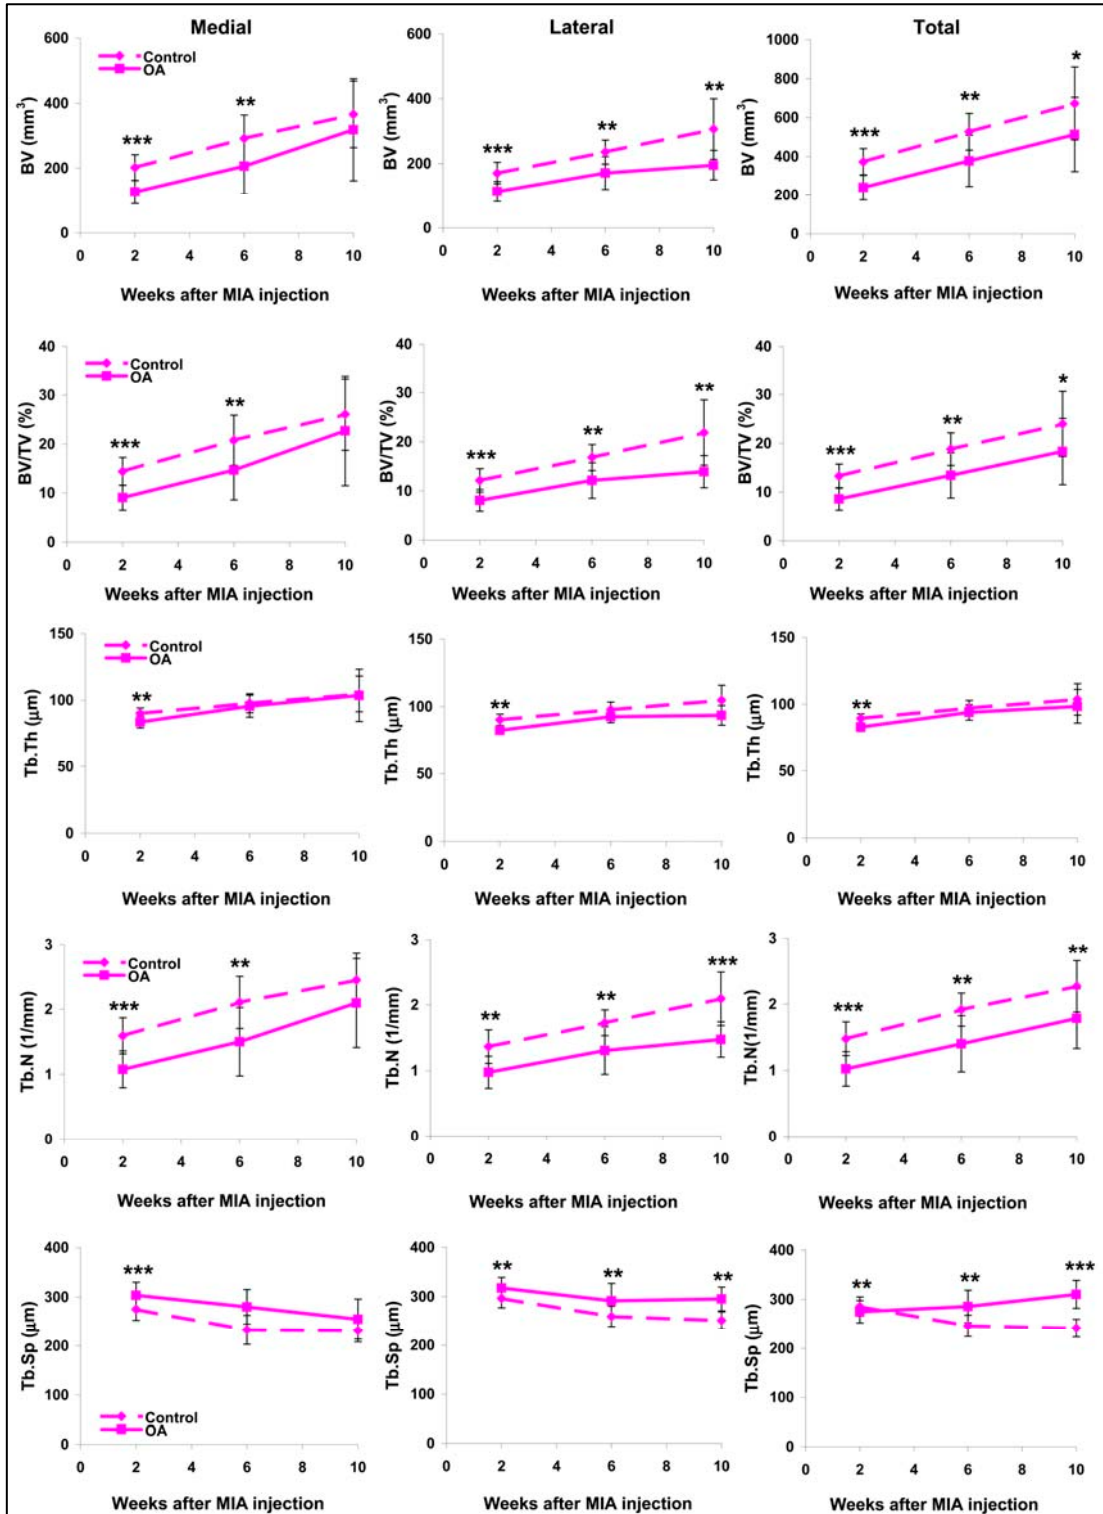 Medial
Lateral
Total
600
400
200
0
BV (mm³)
Control
OA
***
**
0 2 4 6 8 10
Weeks after MIA injection
600
400
200
0
BV (mm³)
***
**
**
0 2 4 6 8 10
Weeks after MIA injection
1000
800
600
400
200
0
BV (mm³)
***
**
*
0 2 4 6 8 10
Weeks after MIA injection
40
30
20
10
0
BV/TV (%)
Control
OA
***
**
0 2 4 6 8 10
Weeks after MIA injection
40
30
20
10
0
BV/TV (%)
***
**
**
0 2 4 6 8 10
Weeks after MIA injection
40
30
20
10
0
BV/TV (%)
***
**
*
0 2 4 6 8 10
Weeks after MIA injection
150
100
50
0
Tb.Th (μm)
Control
OA
**
0 2 4 6 8 10
Weeks after MIA injection
150
100
50
0
Tb.Th (μm)
**
0 2 4 6 8 10
Weeks after MIA injection
150
100
50
0
Tb.Th (μm)
**
0 2 4 6 8 10
Weeks after MIA injection
3
2
1
0
Tb.N (1/mm)
Control
OA
***
**
0 2 4 6 8 10
Weeks after MIA injection
3
2
1
0
Tb.N (1/mm)
**
**
***
0 2 4 6 8 10
Weeks after MIA injection
3
2
1
0
Tb.N(1/mm)
***
**
**
0 2 4 6 8 10
Weeks after MIA injection
400
300
200
100
0
Tb.Sp (μm)
***
Control
OA
0 2 4 6 8 10
Weeks after MIA injection
400
300
200
100
0
Tb.Sp (μm)
**
**
**
0 2 4 6 8 10
Weeks after MIA injection
400
300
200
100
0
Tb.Sp (μm)
**
**
***
0 2 4 6 8 10
Weeks after MIA injection